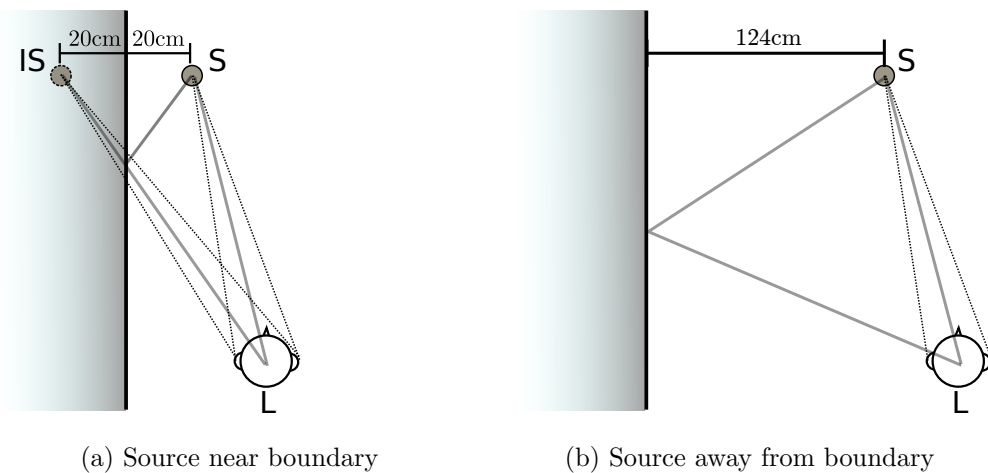 20cm 20cm
IS S
L
(a) Source near boundary
124cm
S
L
(b) Source away from boundary